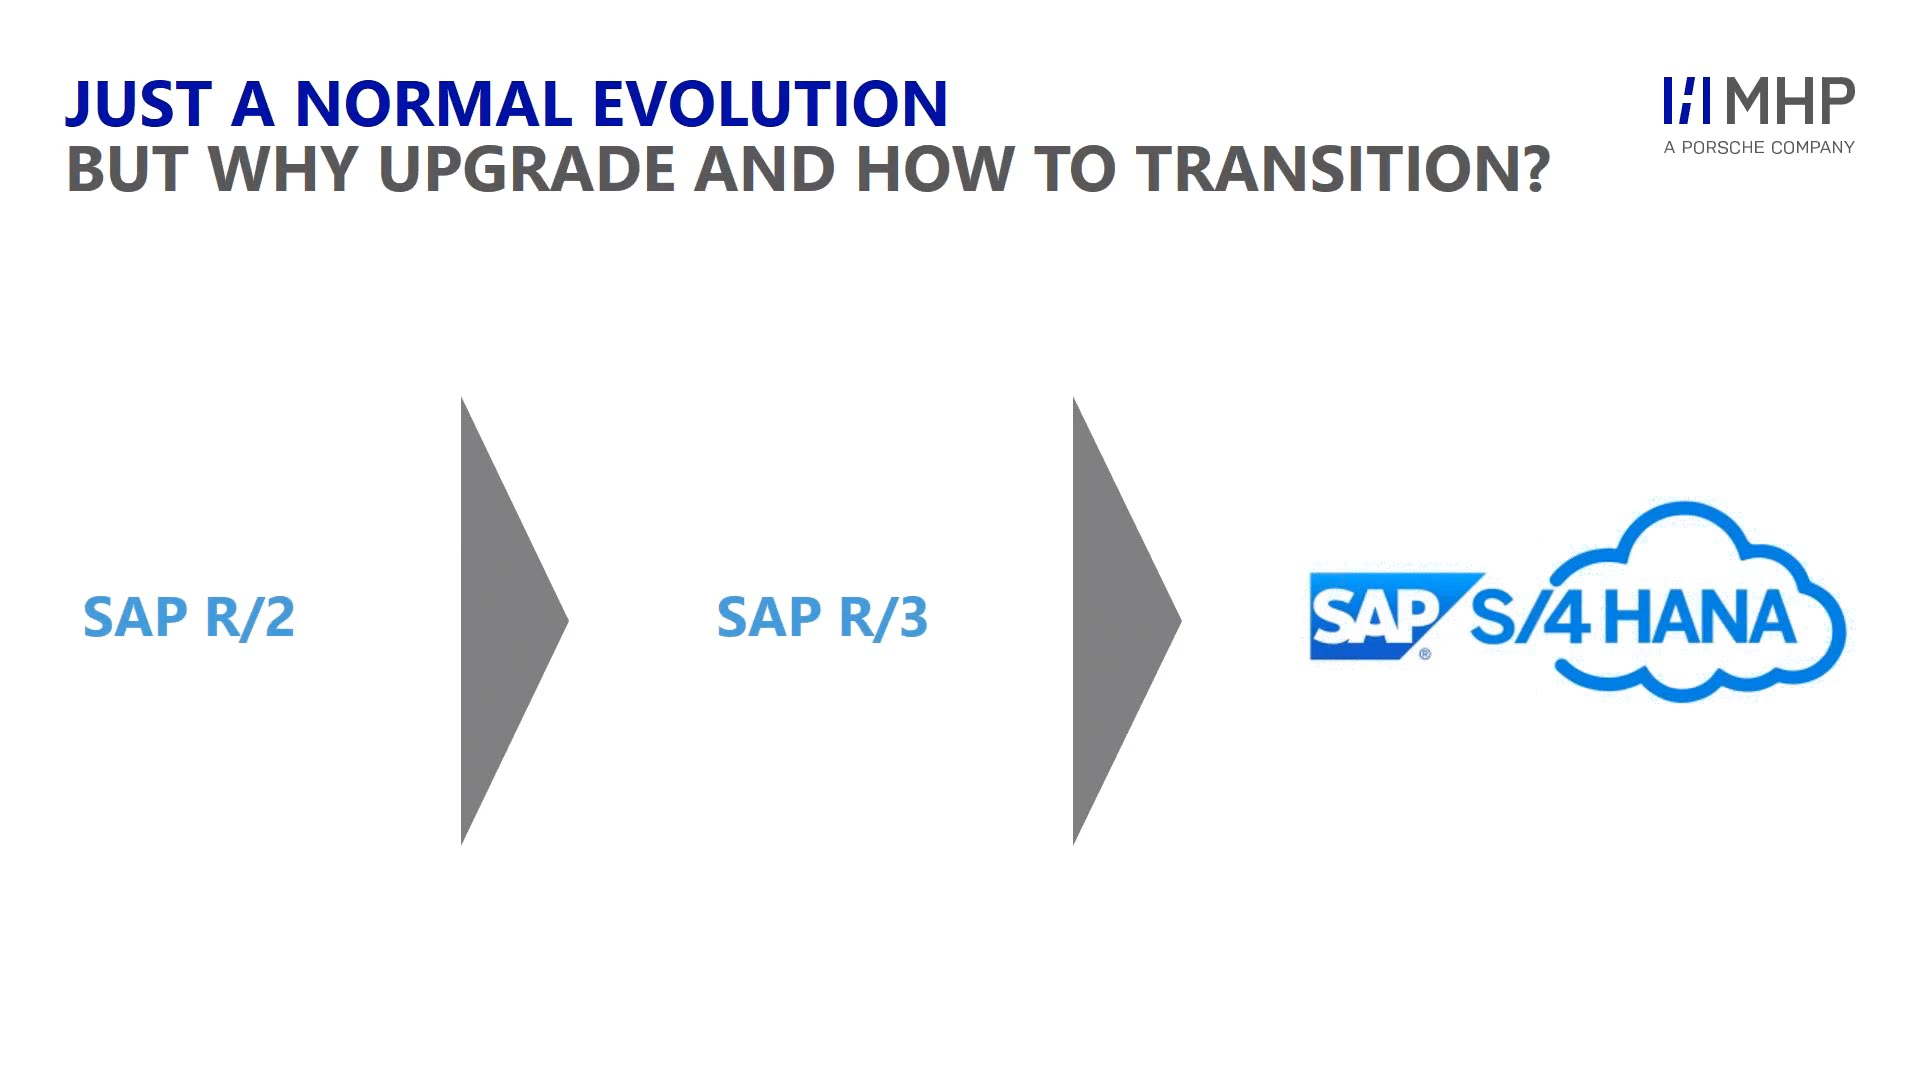 JUST A NORMAL EVOLUTION
BUT WHY UPGRADE AND HOW TO TRANSITION?
MHP
A PORSCHE COMPANY
SAP R/2
SAP R/3
SAP® S/4HANA